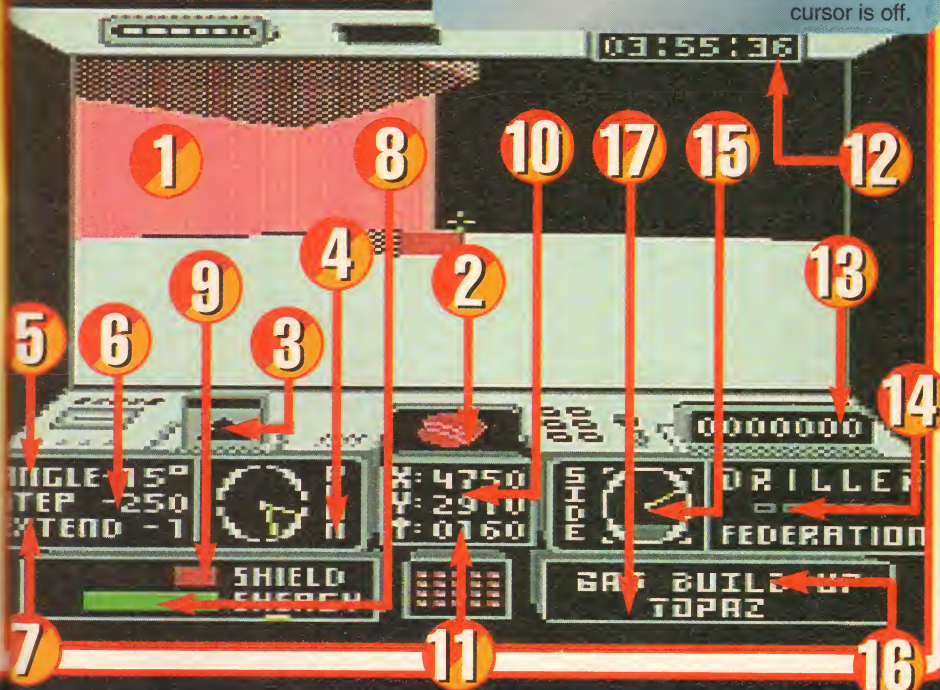 cursor is off.
03:55:36
1
8
10
17
15
12
4
9
2
13
5
6
3
14
0000000
ANGLE 15°
STEP -250
EXTEND -1
X: 4750
Y: 2910
0160
SIDE
DRILLER
FEDERATION
SHIELD
ENERGY
BUILD UP
TOPAZ
7
11
16